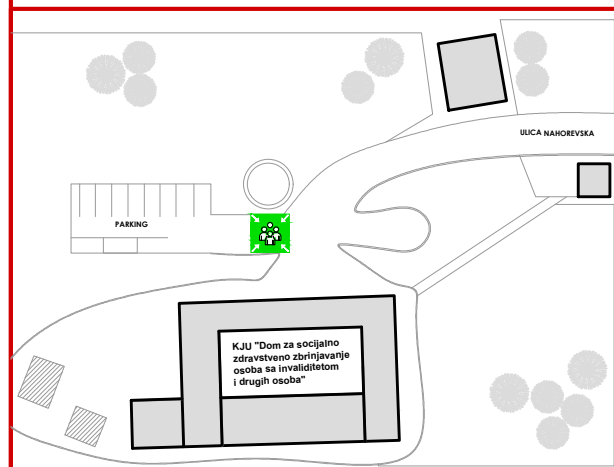 ULICA NAHOREVSKA
PARKING
KJU "Dom za socijalno
zdravstveno zbrinjavanje
osoba sa invaliditetom
i drugih osoba"